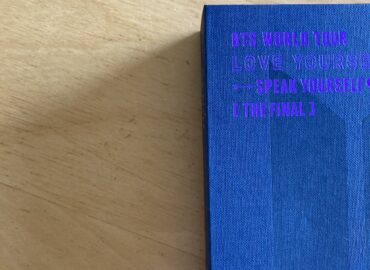 BTS WORLD TOUR
LOVE YOURSE
SPEAK YOURSELF
[ THE FINAL ]